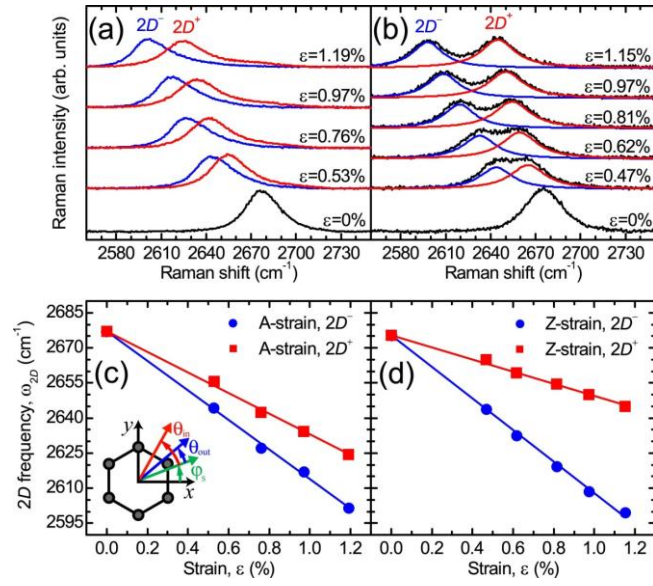 (a) 2D⁻ 2D⁺
ε=1.19%
ε=0.97%
ε=0.76%
ε=0.53%
ε=0%
2580 2610 2640 2670 2700 2730
Raman shift (cm⁻¹)
Raman intensity (arb. units)
(b) 2D⁻ 2D⁺
ε=1.15%
ε=0.97%
ε=0.81%
ε=0.62%
ε=0.47%
ε=0%
2580 2610 2640 2670 2700 2730
Raman shift (cm⁻¹)
2D frequency, ω2D (cm⁻¹)
2685
2670
2655
2640
2625
2610
2595
A-strain, 2D⁻
A-strain, 2D⁺
(c)
y
θin
θout
φs
x
0.0 0.2 0.4 0.6 0.8 1.0 1.2
Strain, ε (%)
Z-strain, 2D⁻
Z-strain, 2D⁺
(d)
0.0 0.2 0.4 0.6 0.8 1.0 1.2
Strain, ε (%)